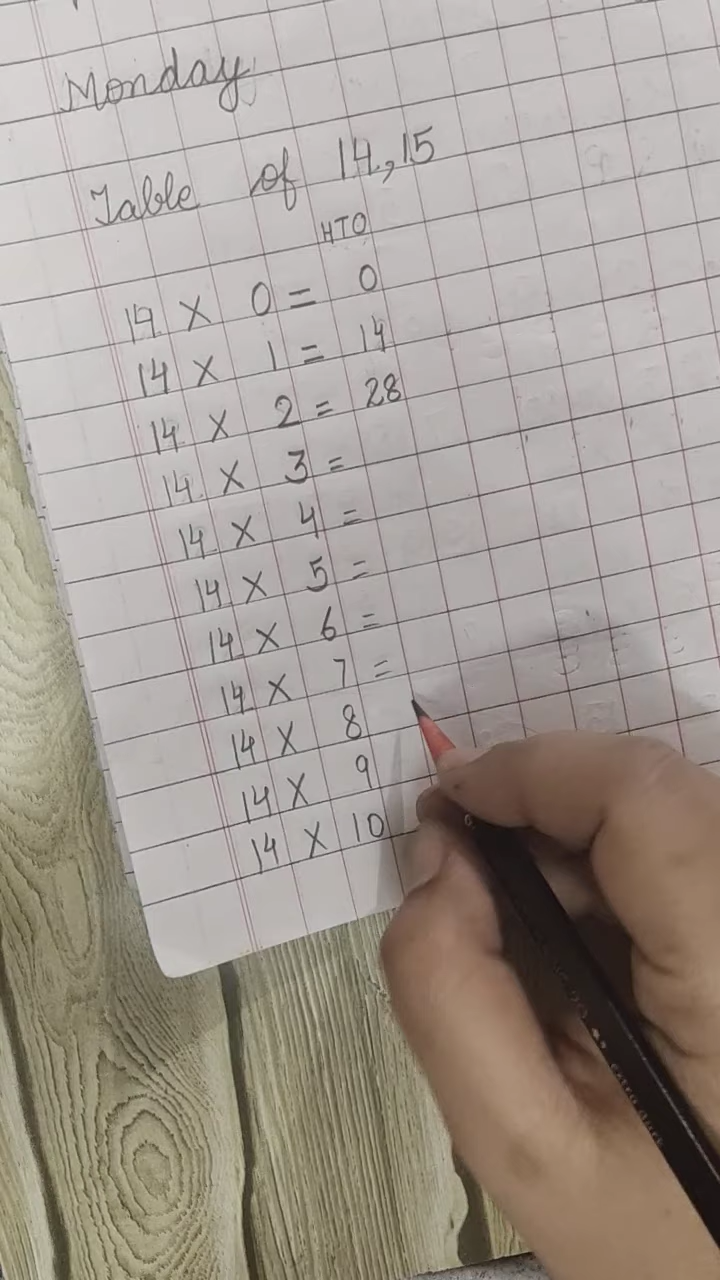 Monday
Table of 14, 15
HTO
14 X 0 = 0
14 X 1 = 14
14 X 2 = 28
14 X 3 =
14 X 4 =
14 X 5 =
14 X 6 =
14 X 7 =
14 X 8
14 X 9
14 X 10